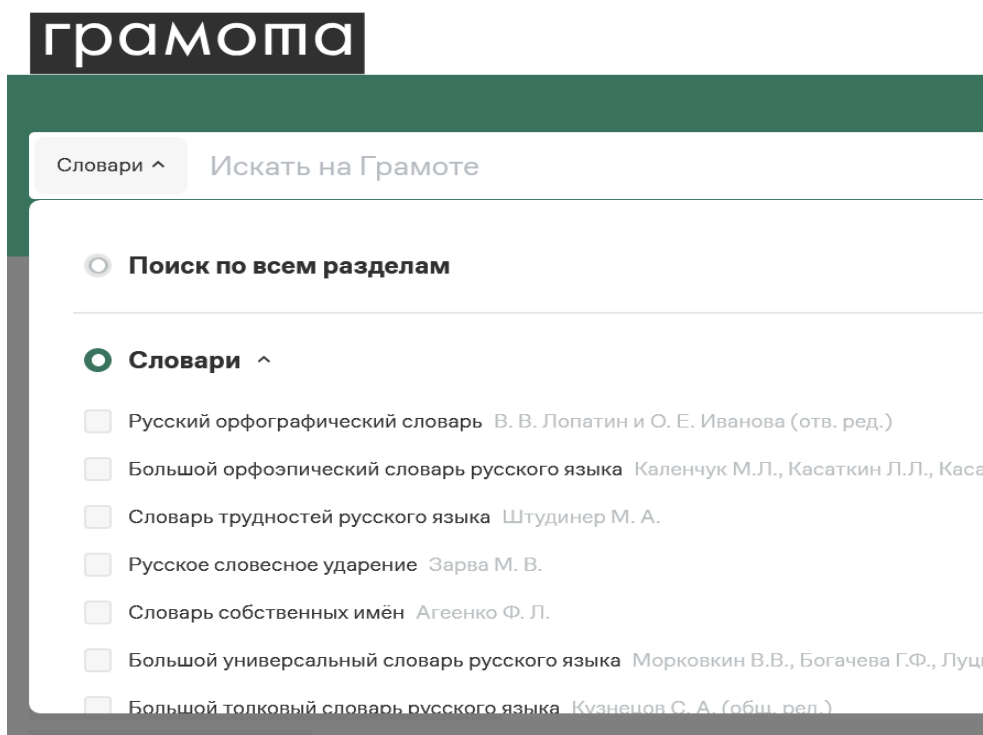 грамота
Словари Искать на Грамоте
Поиск по всем разделам
Словари
Русский орфографический словарь В. В. Лопатин и О. Е. Иванова (отв. ред.)
Большой орфоэпический словарь русского языка Каленчук М.Л., Касаткин Л.Л., Каса
Словарь трудностей русского языка Штудинер М. А.
Русское словесное ударение Зарва М. В.
Словарь собственных имён Агеенко Ф. Л.
Большой универсальный словарь русского языка Морковкин В.В., Богачева Г.Ф., Луц
Большой толковый словарь русского языка Кузнецов С. А. (общ. ред.)